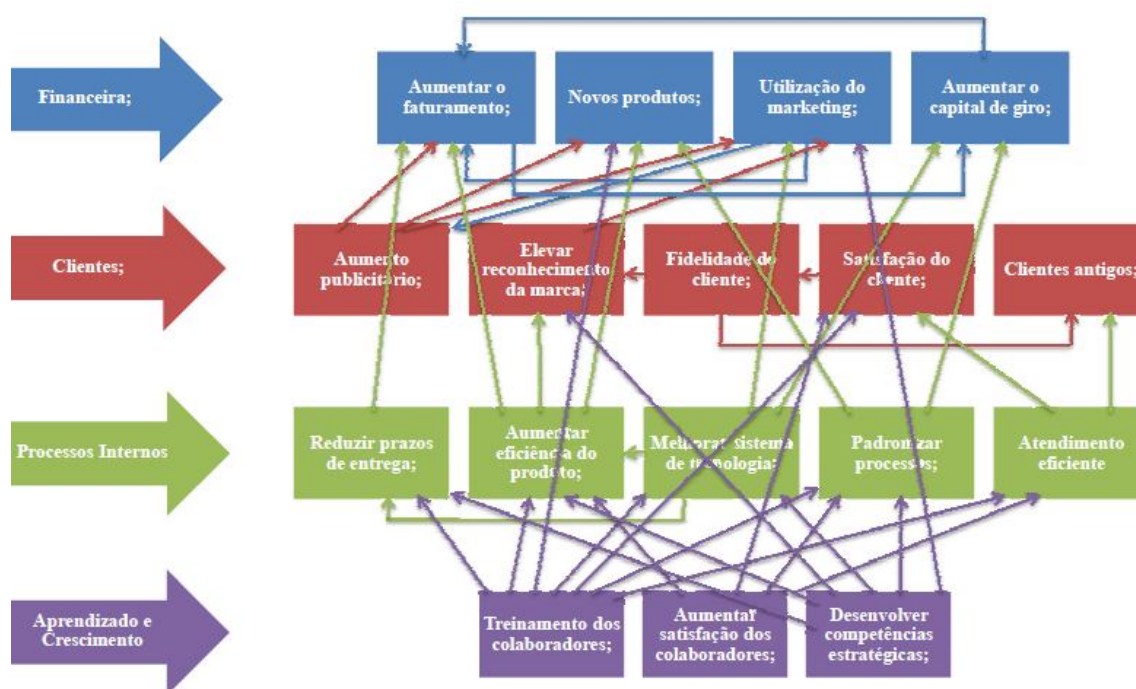 Financeira;
Aumentar o
faturamento;
Novos produtos;
Utilização do
marketing;
Aumentar o
capital de giro;
Clientes;
Aumento
publicitário;
Elevar
reconhecimento
da marca;
Fidelidade do
cliente;
Satisfação do
cliente;
Clientes antigos;
Processos Internos
Reduzir prazos
de entrega;
Aumentar
eficiência do
produto;
Melhorar sistema
de tecnologia;
Padronizar
processos;
Atendimento
eficiente
Aprendizado e
Crescimento
Treinamento dos
colaboradores;
Aumentar
satisfação dos
colaboradores;
Desenvolver
competências
estratégicas;